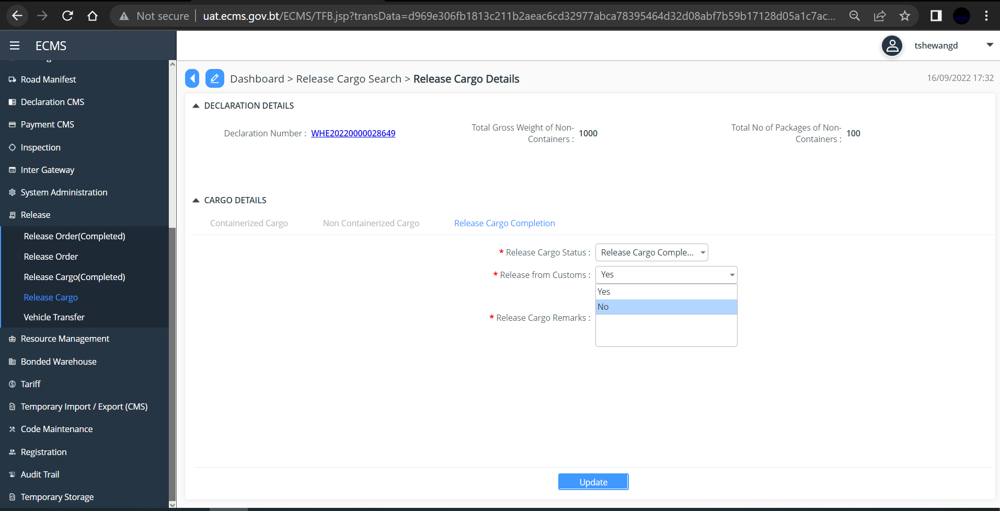 Not secure
uat.ecms.gov.bt/ECMS/TFB.jsp?transData=d969e306fb1813c211b2aeac6cd32977abca78395464d32d08abf7b59b17128d05a1c7ac...
ECMS
tshewangd
Road Manifest
Declaration CMS
Payment CMS
Inspection
Inter Gateway
System Administration
Release
Release Order(Completed)
Release Order
Release Cargo(Completed)
Release Cargo
Vehicle Transfer
Resource Management
Bonded Warehouse
Tariff
Temporary Import / Export (CMS)
Code Maintenance
Registration
Audit Trail
Temporary Storage
Dashboard > Release Cargo Search > Release Cargo Details
16/09/2022 17:32
DECLARATION DETAILS
Declaration Number : WHE20220000028649
Total Gross Weight of Non-
Containers : 1000
Total No of Packages of Non-
Containers : 100
CARGO DETAILS
Containerized Cargo
Non Containerized Cargo
Release Cargo Completion
* Release Cargo Status : Release Cargo Comple...
* Release from Customs : Yes
Yes
No
* Release Cargo Remarks :
Update